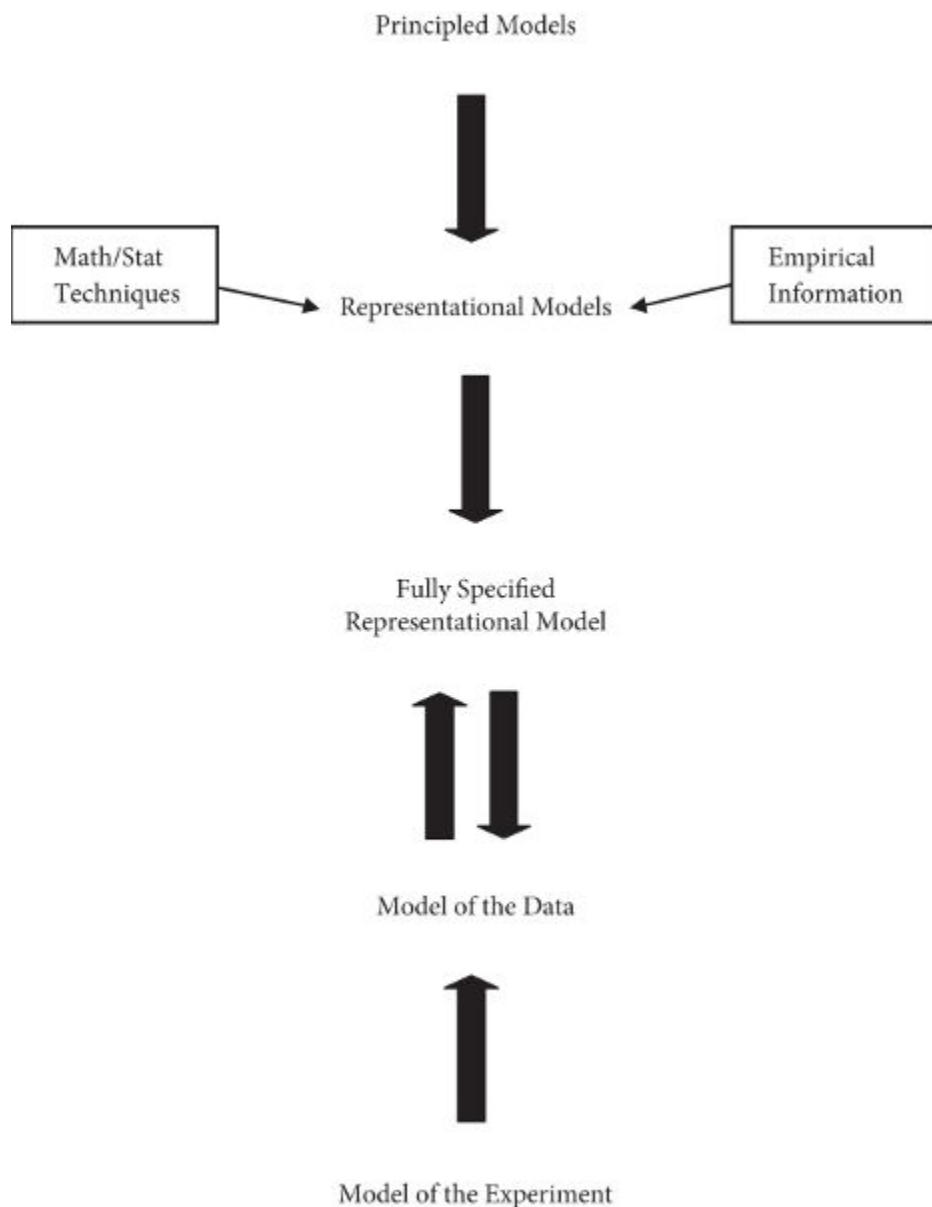 Principled Models
Math/Stat
Techniques
Empirical
Information
Representational Models
Fully Specified
Representational Model
Model of the Data
Model of the Experiment